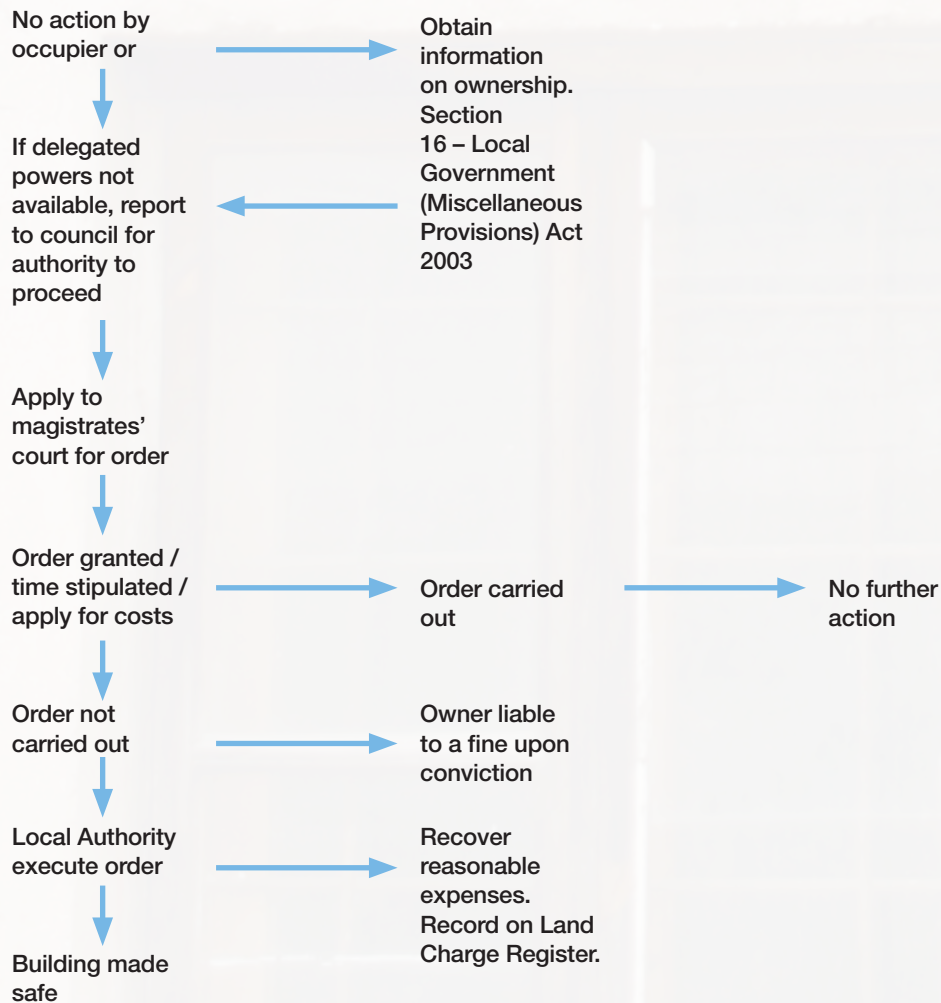 No action by
occupier or
Obtain
information
on ownership.
Section
16 – Local
Government
(Miscellaneous
Provisions) Act
2003
If delegated
powers not
available, report
to council for
authority to
proceed
Apply to
magistrates’
court for order
Order granted /
time stipulated /
apply for costs
Order carried
out
No further
action
Order not
carried out
Owner liable
to a fine upon
conviction
Local Authority
execute order
Recover
reasonable
expenses.
Record on Land
Charge Register.
Building made
safe